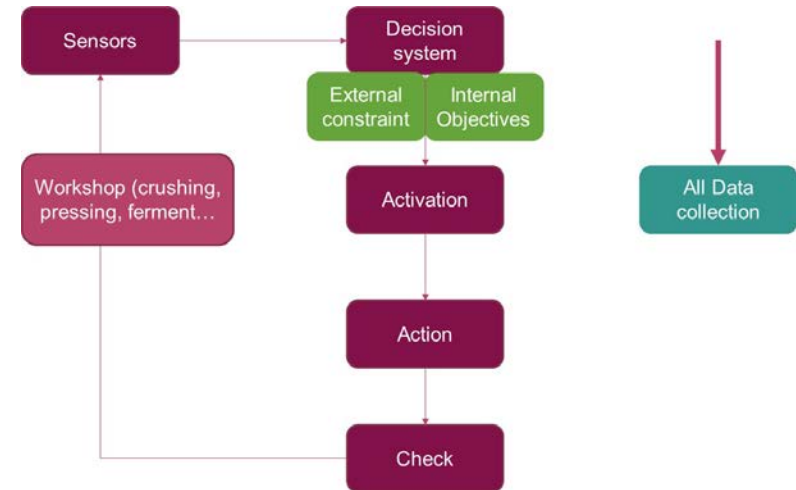 Sensors
Decision
system
External
constraint
Internal
Objectives
Workshop (crushing,
pressing, ferment…
Activation
All Data
collection
Action
Check